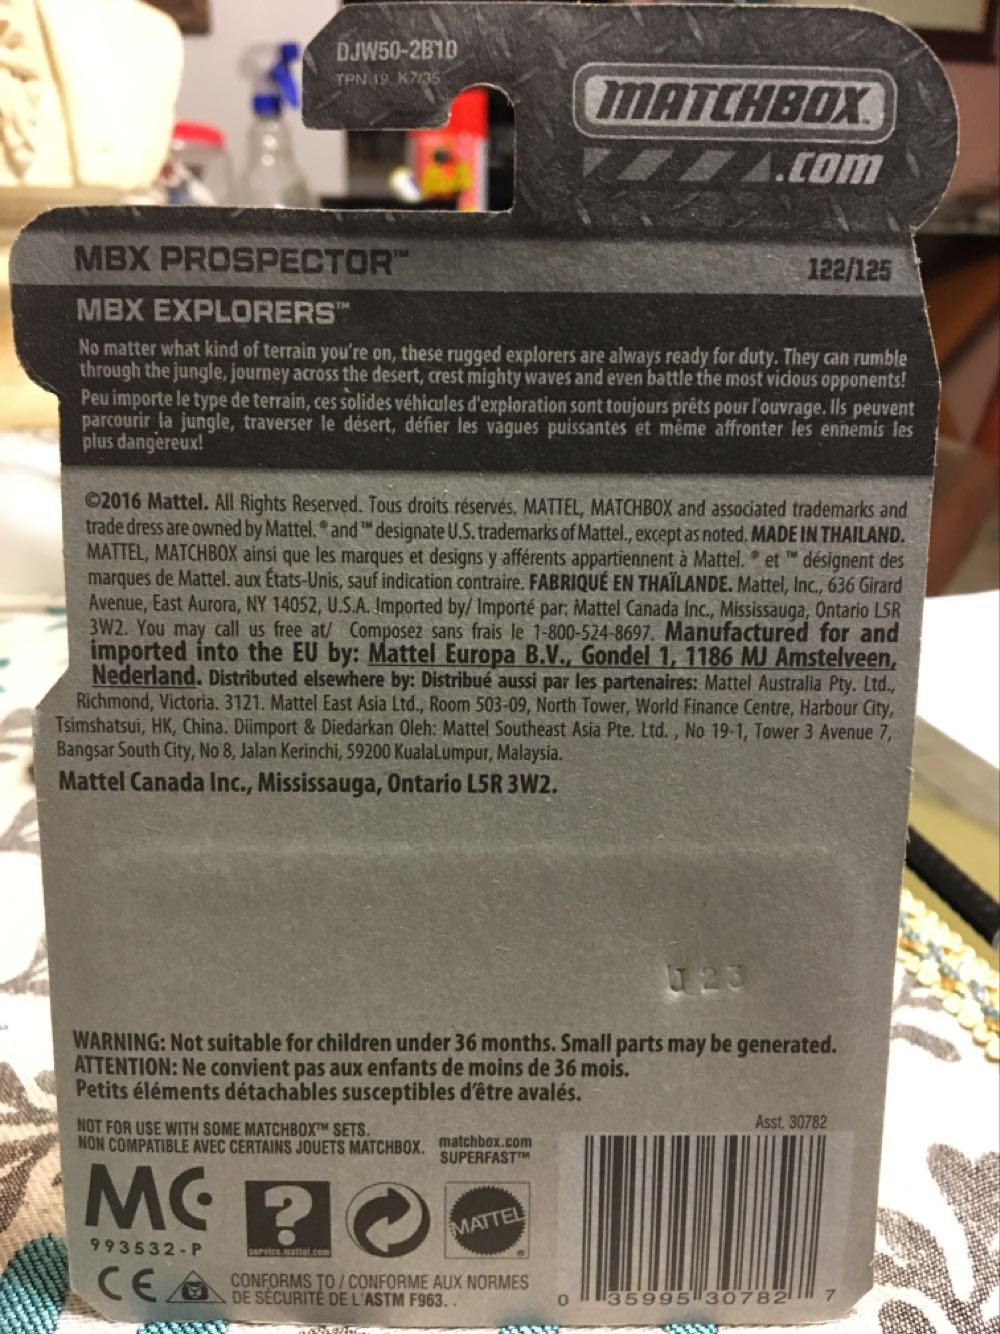 DJW50-2B10
TPN 19 K7/35
MATCHBOX
.com
MBX PROSPECTOR™
122/125
MBX EXPLORERS™
No matter what kind of terrain you're on, these rugged explorers are always ready for duty. They can rumble
through the jungle, journey across the desert, crest mighty waves and even battle the most vicious opponents!
Peu importe le type de terrain, ces solides véhicules d'exploration sont toujours prêts pour l'ouvrage. Ils peuvent
parcourir la jungle, traverser le désert, défier les vagues puissantes et même affronter les ennemis les
plus dangereux!
©2016 Mattel. All Rights Reserved. Tous droits réservés. MATTEL, MATCHBOX and associated trademarks and
trade dress are owned by Mattel. ® and ™ designate U.S. trademarks of Mattel., except as noted. MADE IN THAILAND.
MATTEL, MATCHBOX ainsi que les marques et designs y afférents appartiennent à Mattel. ® et ™ désignent des
marques de Mattel. aux États-Unis, sauf indication contraire. FABRIQUÉ EN THAÏLANDE. Mattel, Inc., 636 Girard
Avenue, East Aurora, NY 14052, U.S.A. Imported by/ Importé par: Mattel Canada Inc., Mississauga, Ontario L5R
3W2. You may call us free at/ Composez sans frais le 1-800-524-8697. Manufactured for and
imported into the EU by: Mattel Europa B.V., Gondel 1, 1186 MJ Amstelveen,
Nederland. Distributed elsewhere by: Distribué aussi par les partenaires: Mattel Australia Pty. Ltd.,
Richmond, Victoria. 3121. Mattel East Asia Ltd., Room 503-09, North Tower, World Finance Centre, Harbour City,
Tsimshatsui, HK, China. Diimport & Diedarkan Oleh: Mattel Southeast Asia Pte. Ltd. , No 19-1, Tower 3 Avenue 7,
Bangsar South City, No 8, Jalan Kerinchi, 59200 KualaLumpur, Malaysia.
Mattel Canada Inc., Mississauga, Ontario L5R 3W2.
J23
WARNING: Not suitable for children under 36 months. Small parts may be generated.
ATTENTION: Ne convient pas aux enfants de moins de 36 mois.
Petits éléments détachables susceptibles d'être avalés.
NOT FOR USE WITH SOME MATCHBOX™ SETS.
NON COMPATIBLE AVEC CERTAINS JOUETS MATCHBOX.
matchbox.com
SUPERFAST™
Asst. 30782
MC
993532-P
?
service.mattel.com
MATTEL
CE
CONFORMS TO / CONFORME AUX NORMES
DE SÉCURITÉ DE L'ASTM F963. .
0 35995 30782 7